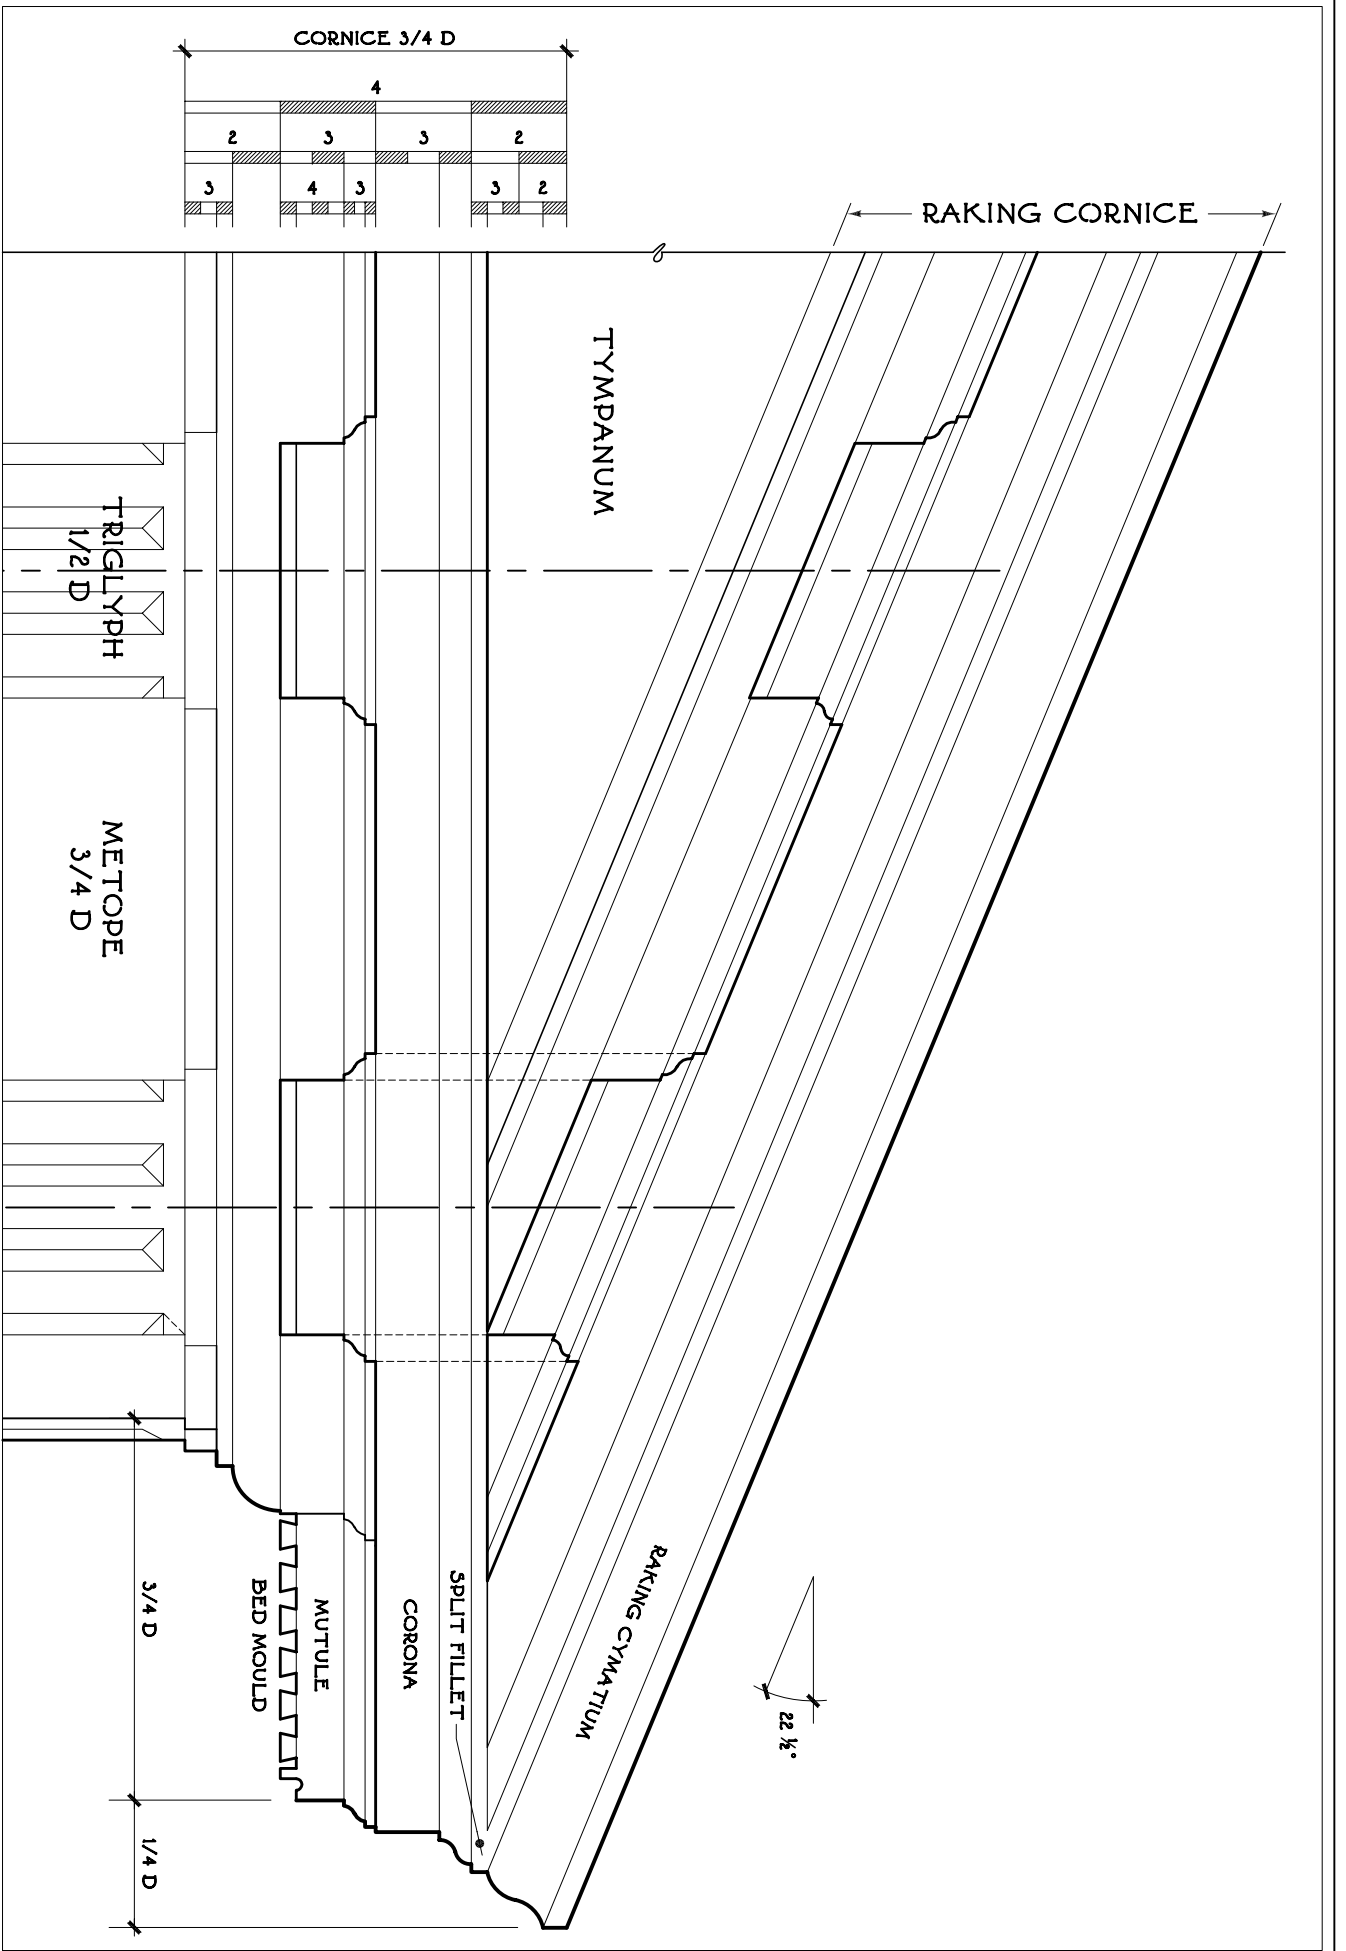 CORNICE 3/4 D
4
2 3 3 2
3 4 3 3 2
RAKING CORNICE
TYMPANUM
TRIGLYPH
1/2 D
METOPE
3/4 D
RAKING CYMATIUM
SPLIT FILLET
CORONA
MUTULE
BED MOULD
22 ½°
3/4 D
1/4 D